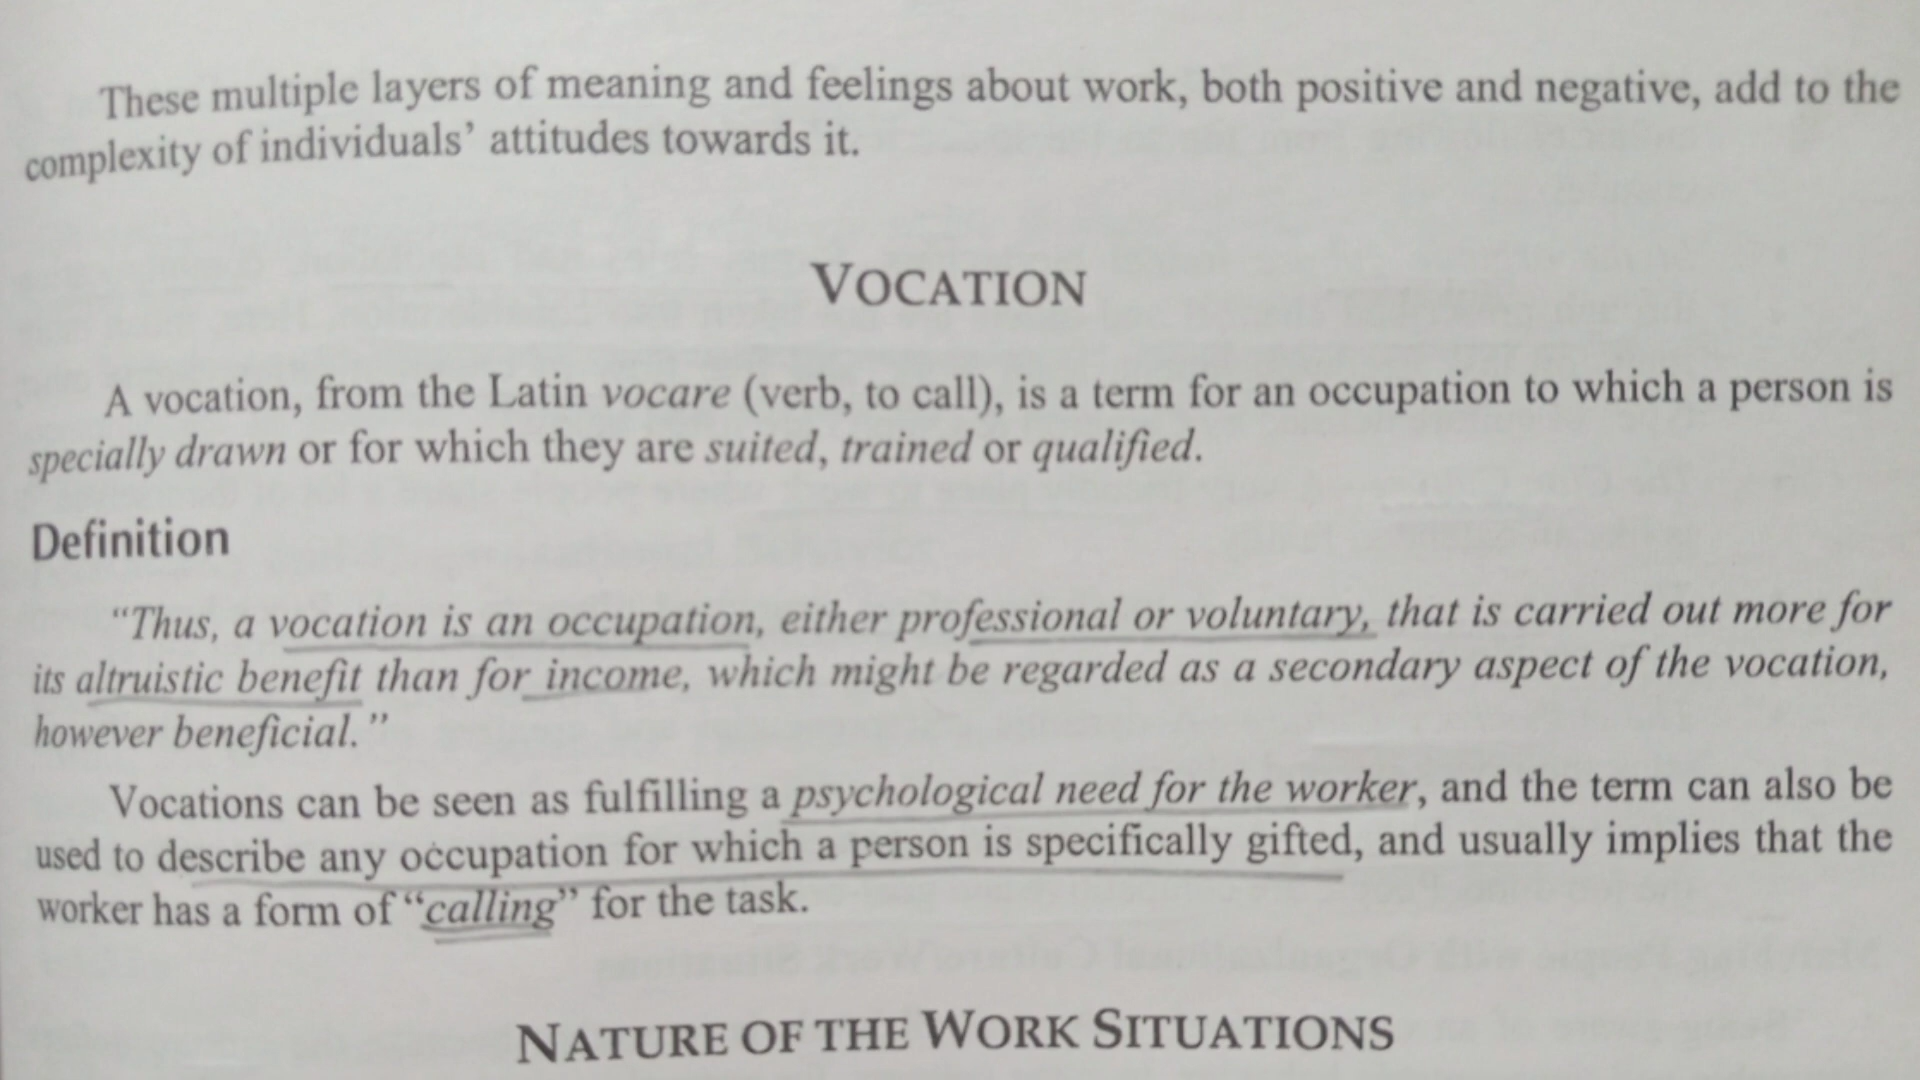 These multiple layers of meaning and feelings about work, both positive and negative, add to the
complexity of individuals’ attitudes towards it.
VOCATION
A vocation, from the Latin vocare (verb, to call), is a term for an occupation to which a person is
specially drawn or for which they are suited, trained or qualified.
Definition
“Thus, a vocation is an occupation, either professional or voluntary, that is carried out more for
its altruistic benefit than for income, which might be regarded as a secondary aspect of the vocation,
however beneficial.”
Vocations can be seen as fulfilling a psychological need for the worker, and the term can also be
used to describe any occupation for which a person is specifically gifted, and usually implies that the
worker has a form of “calling” for the task.
NATURE OF THE WORK SITUATIONS